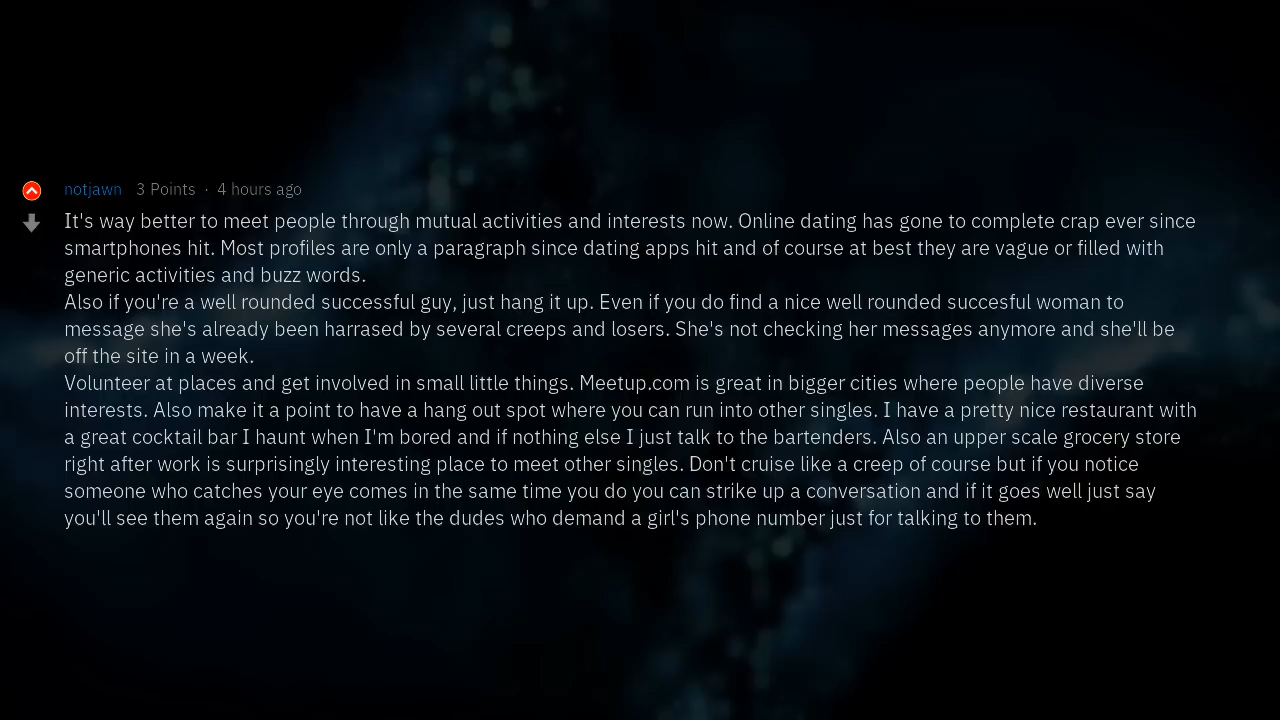 notjawn 3 Points · 4 hours ago
It's way better to meet people through mutual activities and interests now. Online dating has gone to complete crap ever since
smartphones hit. Most profiles are only a paragraph since dating apps hit and of course at best they are vague or filled with
generic activities and buzz words.
Also if you're a well rounded successful guy, just hang it up. Even if you do find a nice well rounded succesful woman to
message she's already been harrased by several creeps and losers. She's not checking her messages anymore and she'll be
off the site in a week.
Volunteer at places and get involved in small little things. Meetup.com is great in bigger cities where people have diverse
interests. Also make it a point to have a hang out spot where you can run into other singles. I have a pretty nice restaurant with
a great cocktail bar I haunt when I'm bored and if nothing else I just talk to the bartenders. Also an upper scale grocery store
right after work is surprisingly interesting place to meet other singles. Don't cruise like a creep of course but if you notice
someone who catches your eye comes in the same time you do you can strike up a conversation and if it goes well just say
you'll see them again so you're not like the dudes who demand a girl's phone number just for talking to them.